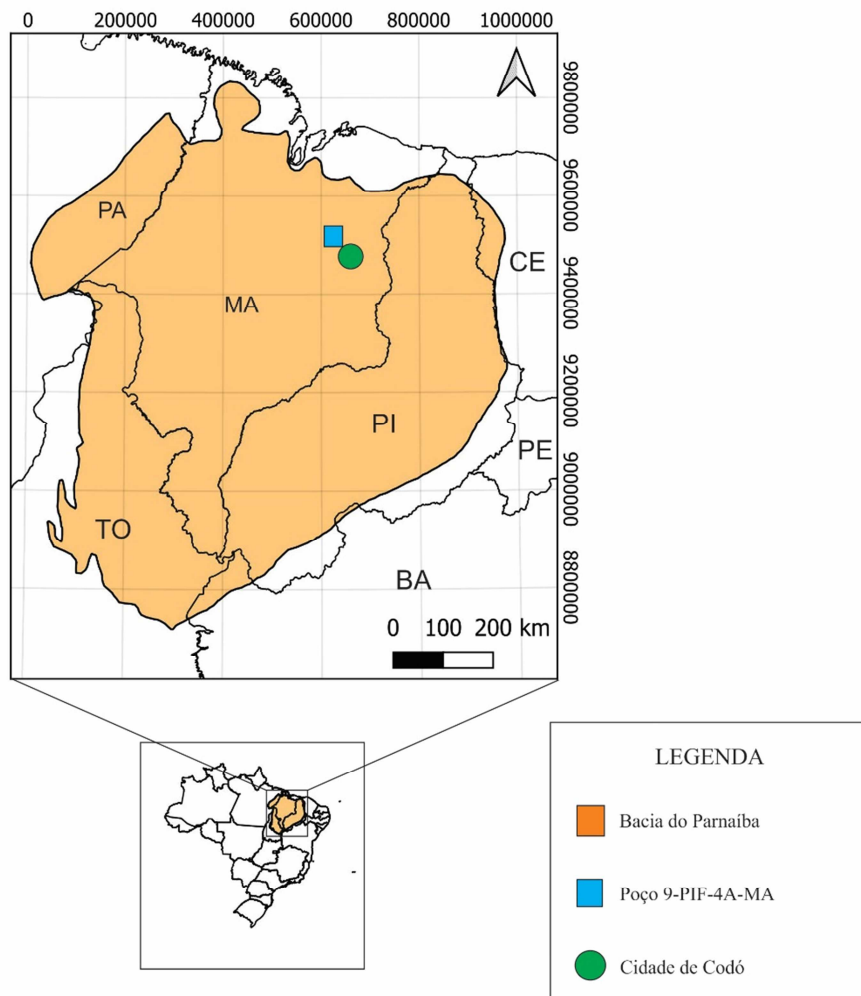 0 200000 400000 600000 800000 1000000
9800000
9600000
9400000
9200000
9000000
8800000
PA
MA
CE
PI
PE
TO
BA
0 100 200 km
LEGENDA
Bacia do Parnaíba
Poço 9-PIF-4A-MA
Cidade de Codó